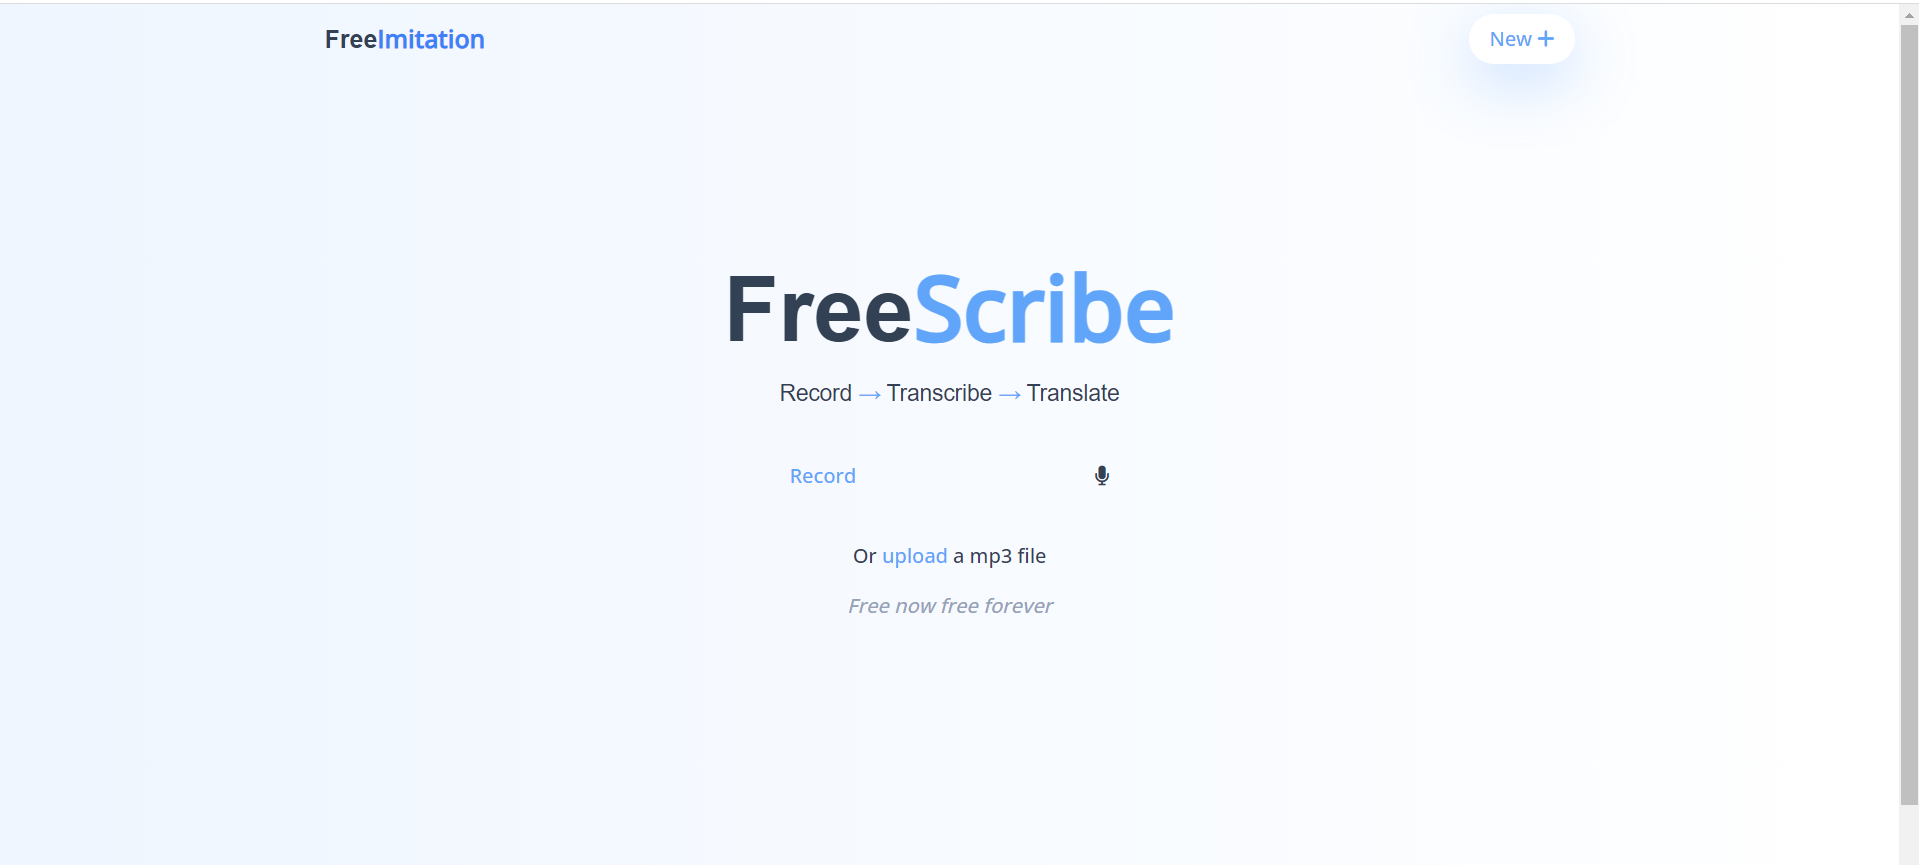 FreeImitation
New +
FreeScribe
Record → Transcribe → Translate
Record
Or upload a mp3 file
Free now free forever